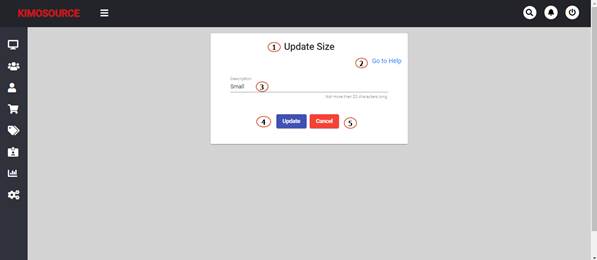 KIMOSOURCE
1 Update Size
2 Go to Help
Description
Small 3
Not more than 20 characters long.
4 Update Cancel 5